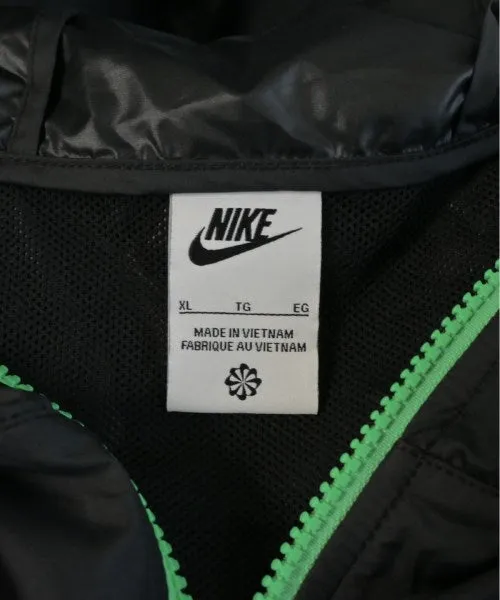 NIKE
XL TG EG
MADE IN VIETNAM
FABRIQUE AU VIETNAM